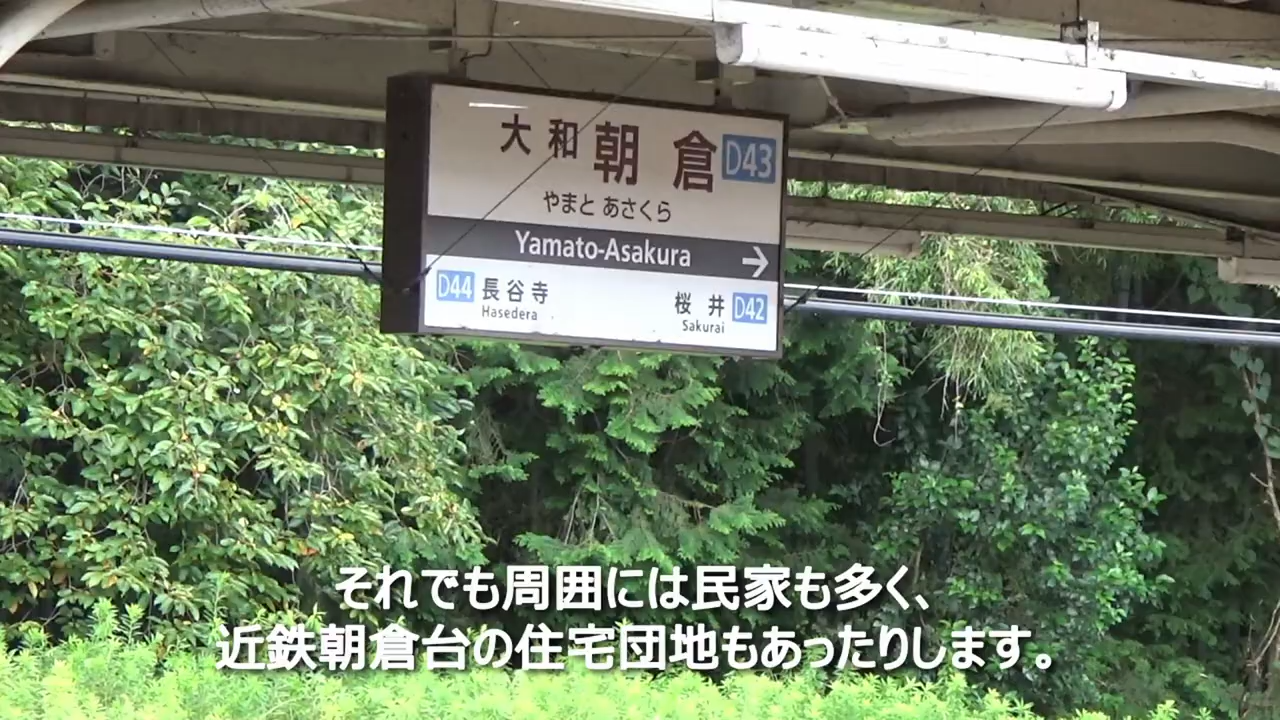 大和朝倉 D43
やまと あさくら
Yamato-Asakura →
D44 長谷寺 桜井 D42
Hasedera Sakurai
それでも周囲には民家も多く、
近鉄朝倉台の住宅団地もあったりします。